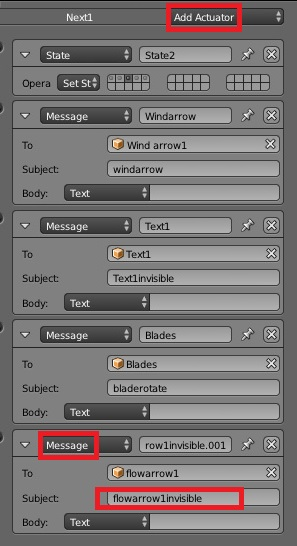 Next1 Add Actuator
State State2
Opera Set St
Message Windarrow
To Wind arrow1
Subject: windarrow
Body: Text
Message Text1
To Text1
Subject: Text1invisible
Body: Text
Message Blades
To Blades
Subject: bladerotate
Body: Text
Message row1invisible.001
To flowarrow1
Subject: flowarrow1invisible
Body: Text